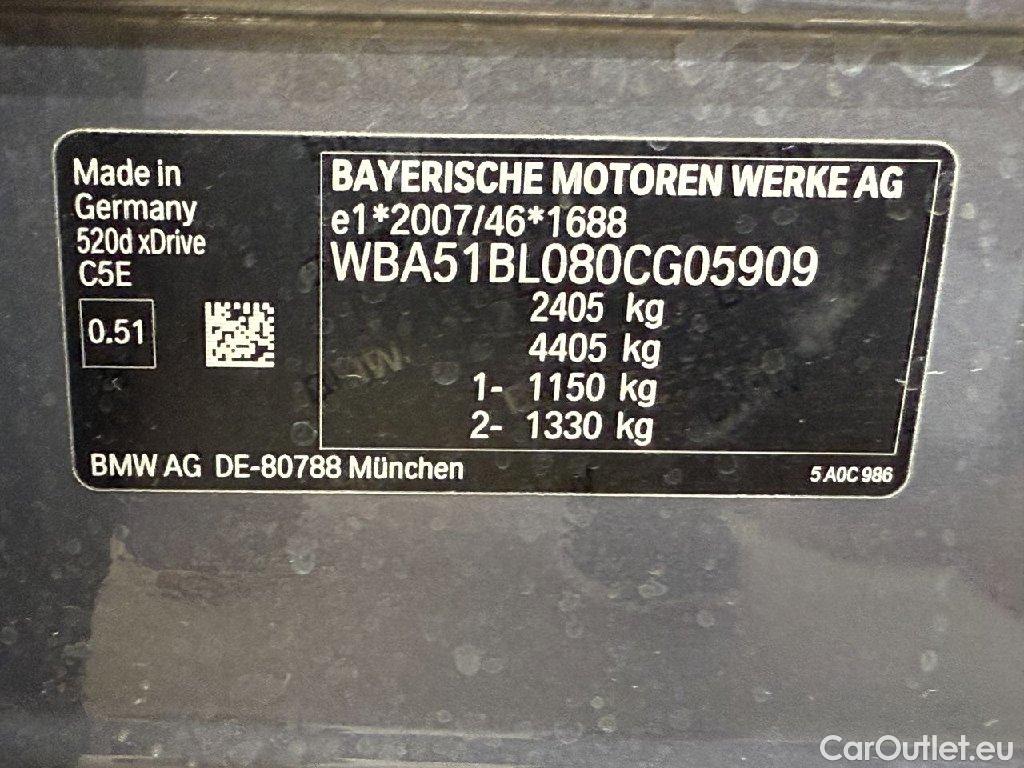 Made in
Germany
520d xDrive
C5E
0.51
BAYERISCHE MOTOREN WERKE AG
e1*2007/46*1688
WBA51BL080CG05909
2405 kg
4405 kg
1- 1150 kg
2- 1330 kg
BMW AG DE-80788 München
5 A0C 986
CarOutlet.eu